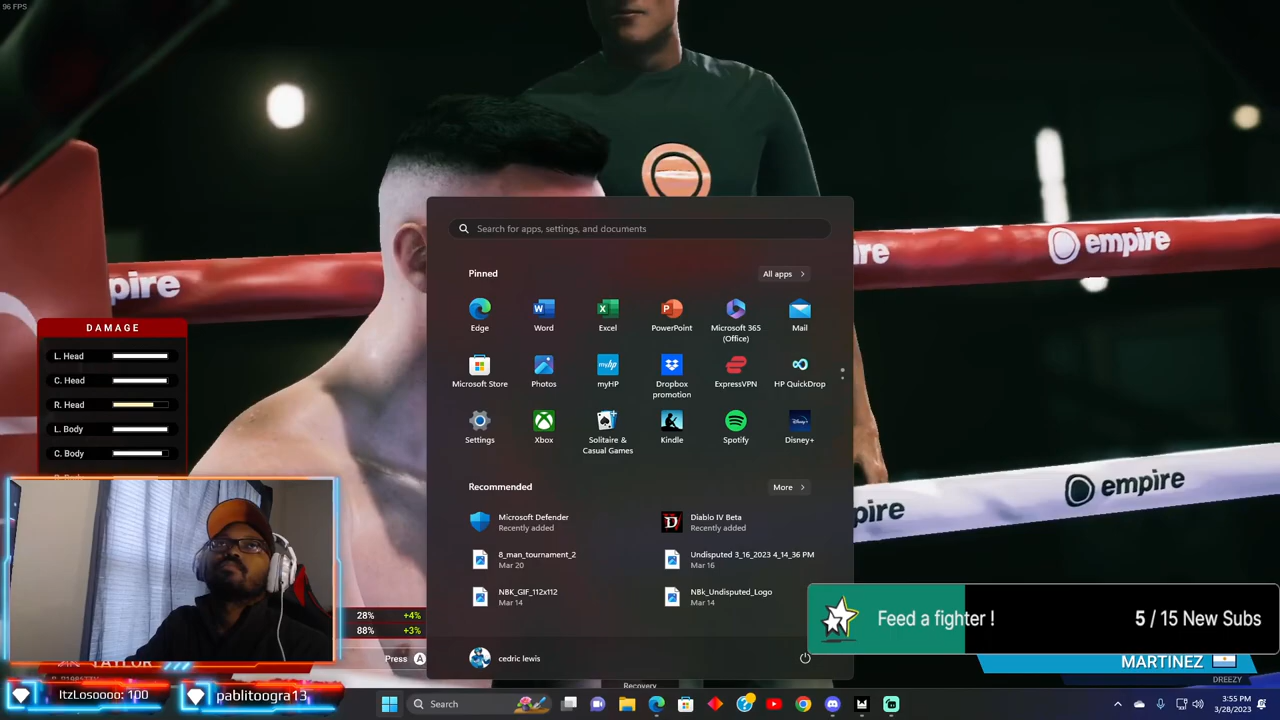 96 FPS
empire
empire
pire
ire
empire
pire
DAMAGE
L. Head
C. Head
R. Head
L. Body
C. Body
Search for apps, settings, and documents
Pinned
All apps
Edge
Word
Excel
PowerPoint
Microsoft 365
(Office)
Mail
Microsoft Store
Photos
myHP
Dropbox
promotion
ExpressVPN
HP QuickDrop
Settings
Xbox
Solitaire &
Casual Games
Kindle
Spotify
Disney+
Recommended
More
Microsoft Defender
Recently added
Diablo IV Beta
Recently added
8_man_tournament_2
Mar 20
Undisputed 3_16_2023 4_14_36 PM
Mar 16
NBK_GIF_112x112
Mar 14
NBk_Undisputed_Logo
Mar 14
cedric lewis
28% +4%
88% +3%
Press A
Feed a fighter !
5 / 15 New Subs
TAYLOR
MARTINEZ
DREEZY
Recovery
ItzLosoooo: 100
pablitoogra13
Search
3:55 PM
3/28/2023